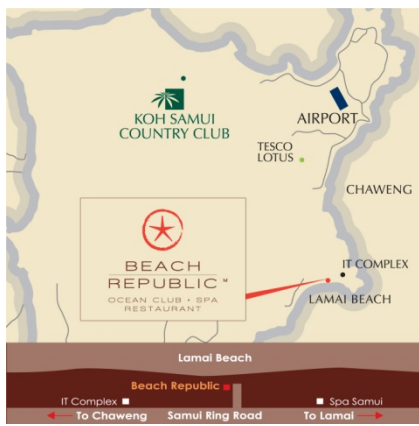 KOH SAMUI
COUNTRY CLUB
AIRPORT
TESCO
LOTUS
CHAWENG
BEACH
REPUBLIC™
OCEAN CLUB • SPA
RESTAURANT
IT COMPLEX
LAMAI BEACH
Lamai Beach
Beach Republic
IT Complex
Spa Samui
To Chaweng
Samui Ring Road
To Lamai